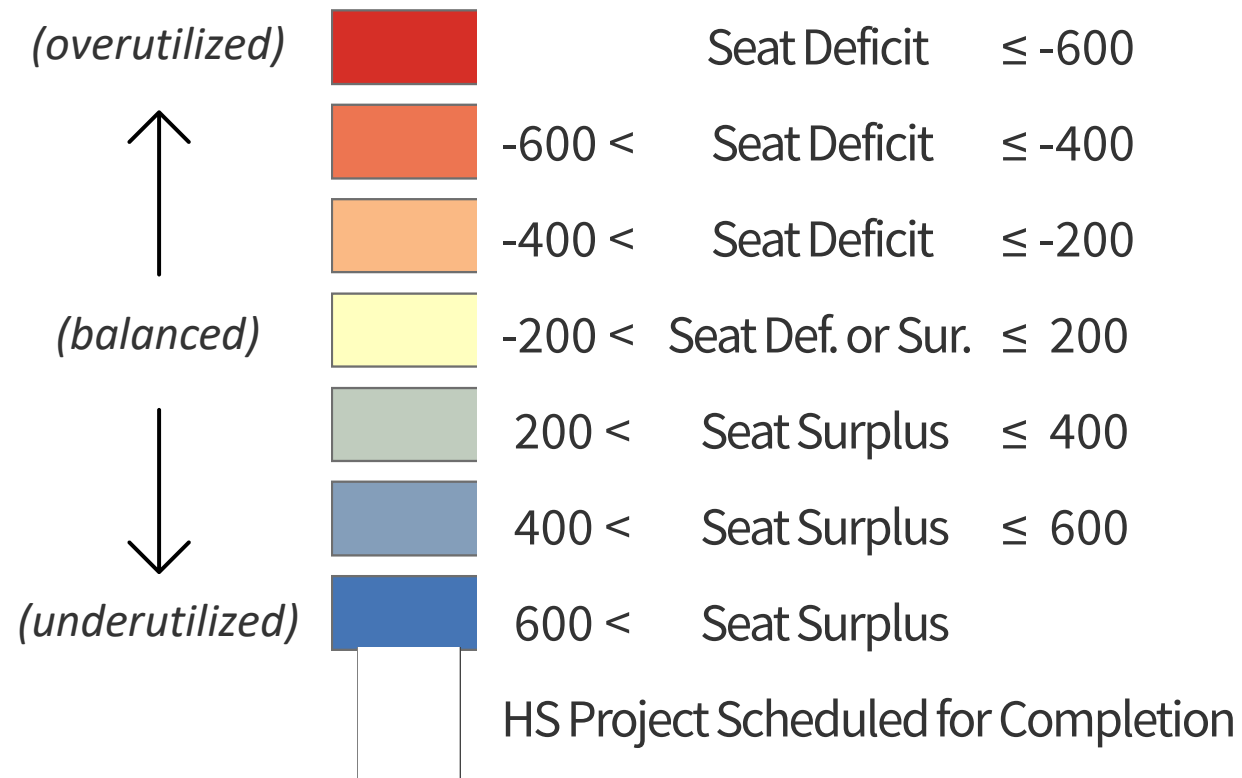 (overutilized) Seat Deficit ≤ -600
-600 < Seat Deficit ≤ -400
-400 < Seat Deficit ≤ -200
(balanced) -200 < Seat Def. or Sur. ≤ 200
200 < Seat Surplus ≤ 400
400 < Seat Surplus ≤ 600
(underutilized) 600 < Seat Surplus
HS Project Scheduled for Completion